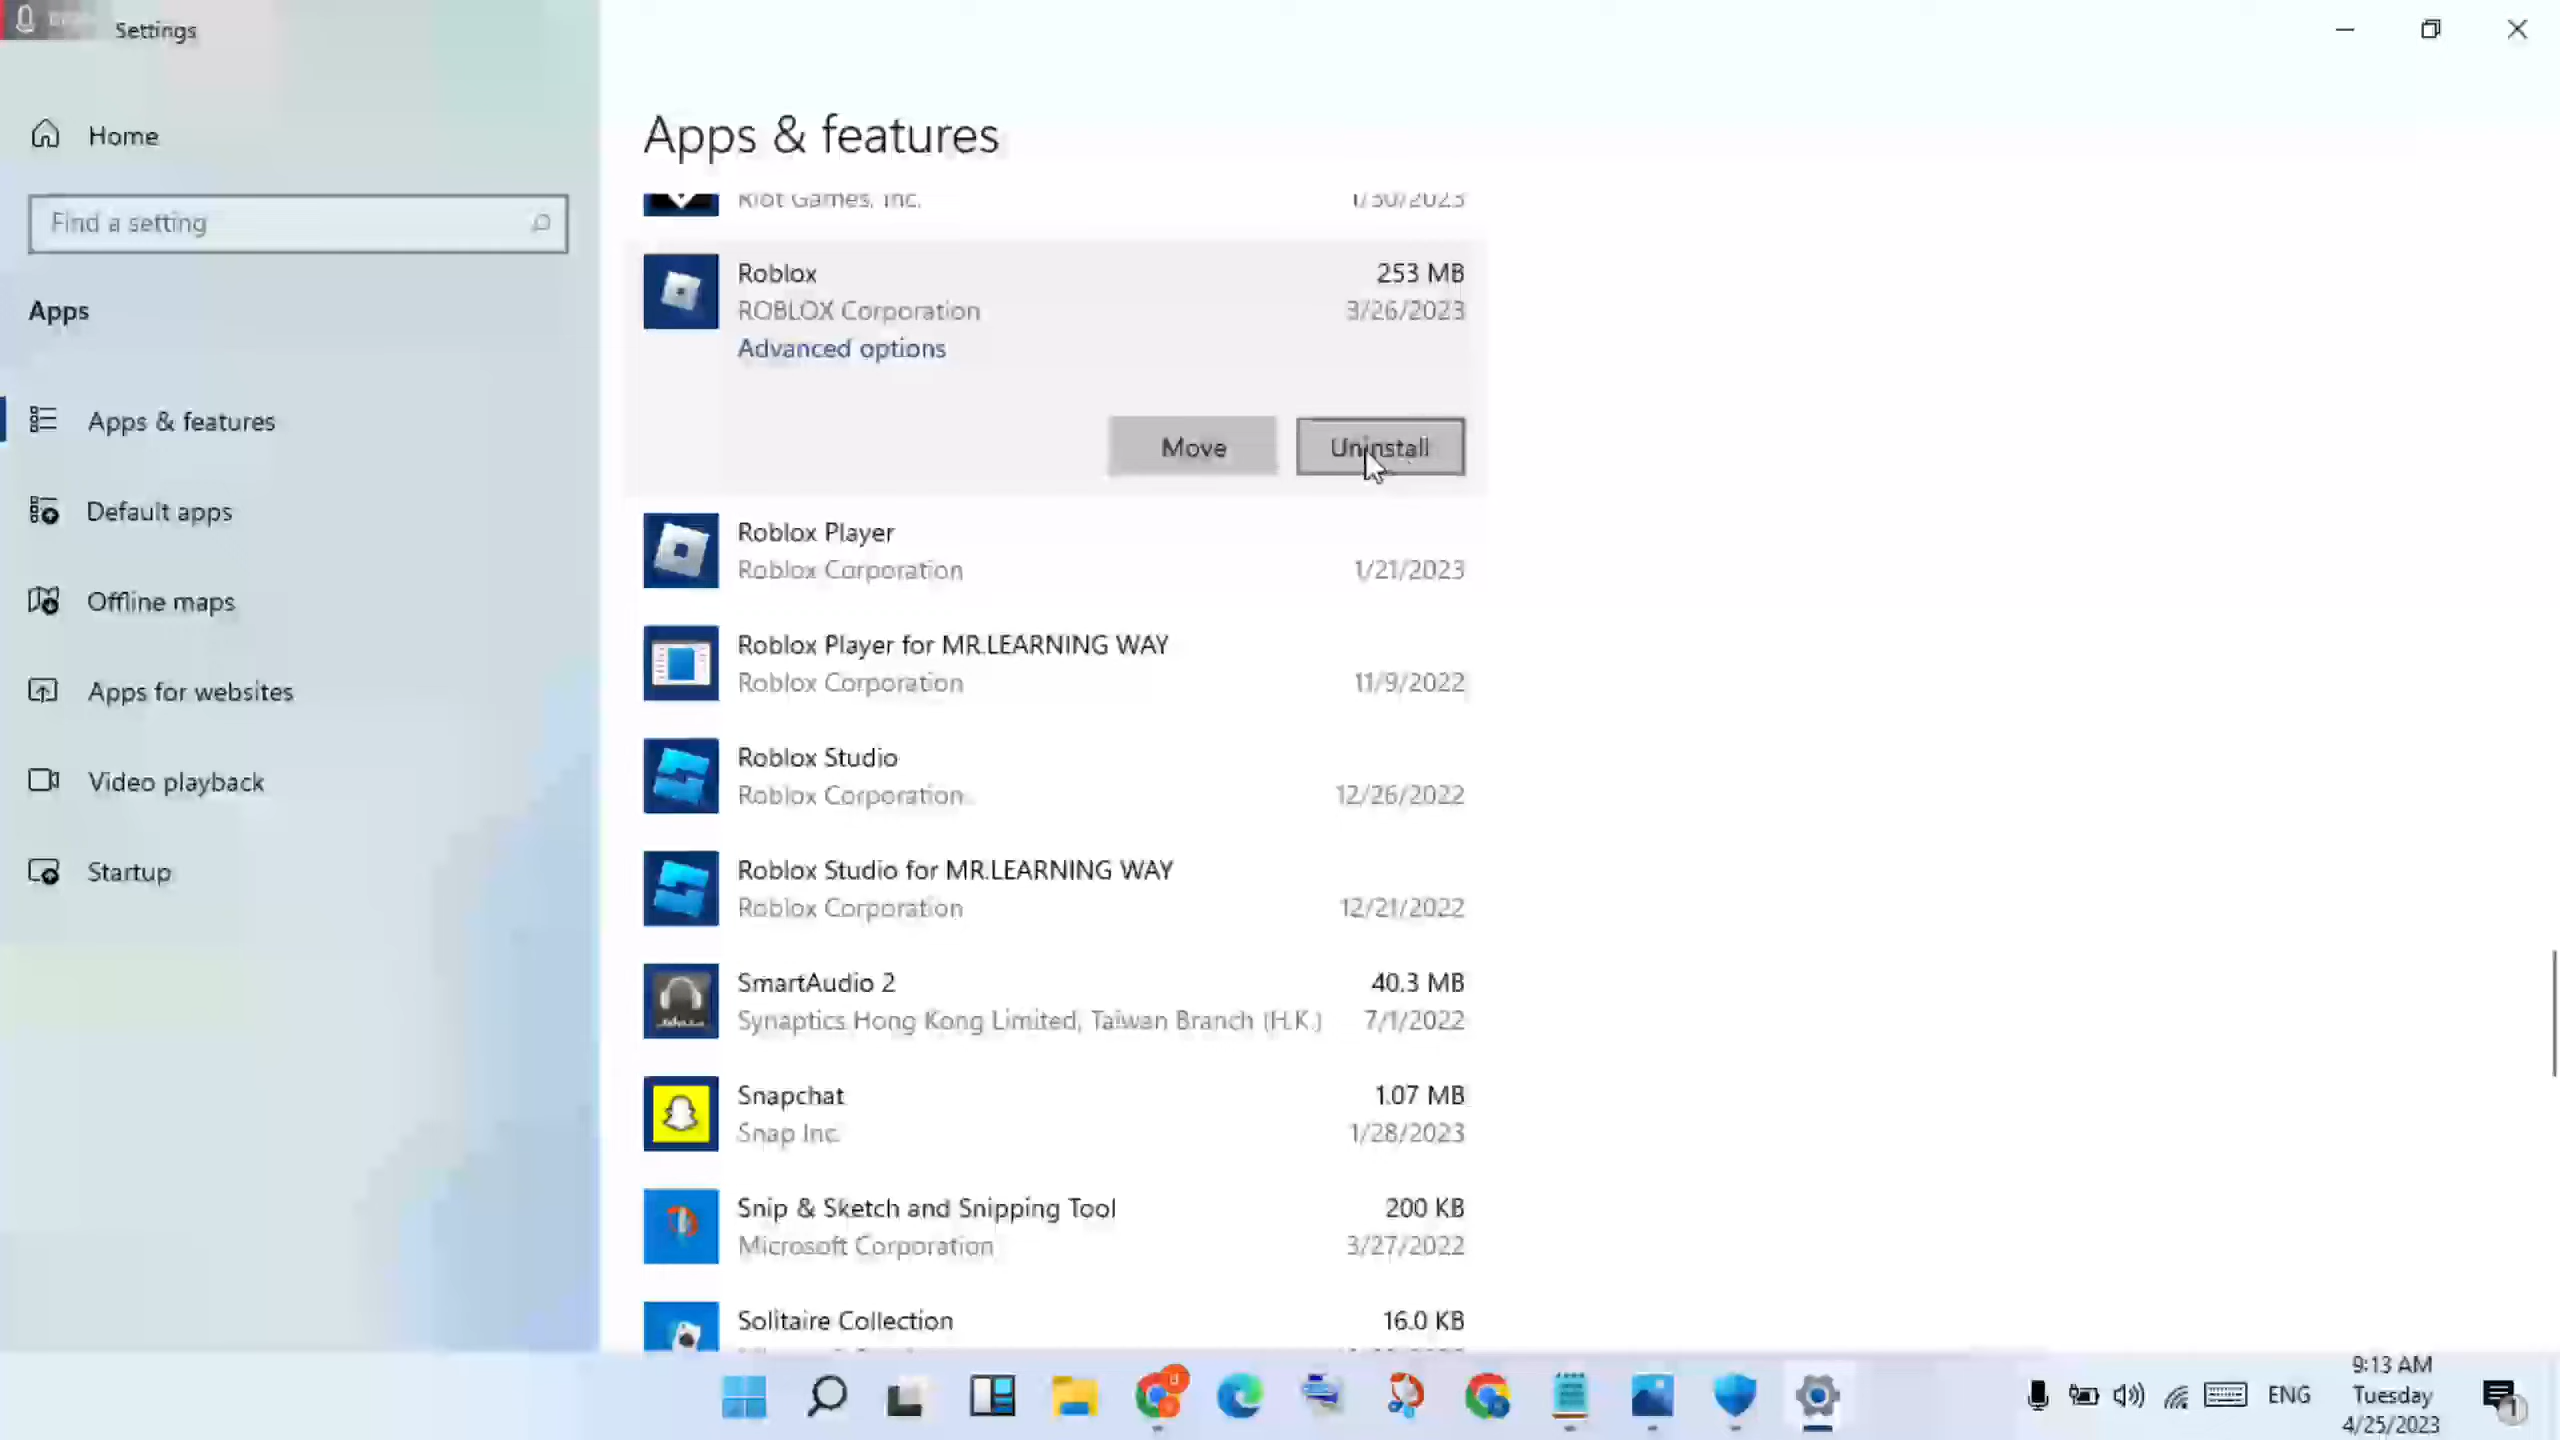 Settings
Home
Find a setting
Apps
Apps & features
Default apps
Offline maps
Apps for websites
Video playback
Startup
Apps & features
Riot Games, Inc.
1/30/2023
Roblox
253 MB
ROBLOX Corporation
3/26/2023
Advanced options
Move
Uninstall
Roblox Player
Roblox Corporation
1/21/2023
Roblox Player for MR.LEARNING WAY
Roblox Corporation
11/9/2022
Roblox Studio
Roblox Corporation
12/26/2022
Roblox Studio for MR.LEARNING WAY
Roblox Corporation
12/21/2022
SmartAudio 2
40.3 MB
Synaptics Hong Kong Limited, Taiwan Branch (H.K.)
7/1/2022
Snapchat
1.07 MB
Snap Inc.
1/28/2023
Snip & Sketch and Snipping Tool
200 KB
Microsoft Corporation
3/27/2022
Solitaire Collection
16.0 KB
ENG
9:13 AM
Tuesday
4/25/2023
1